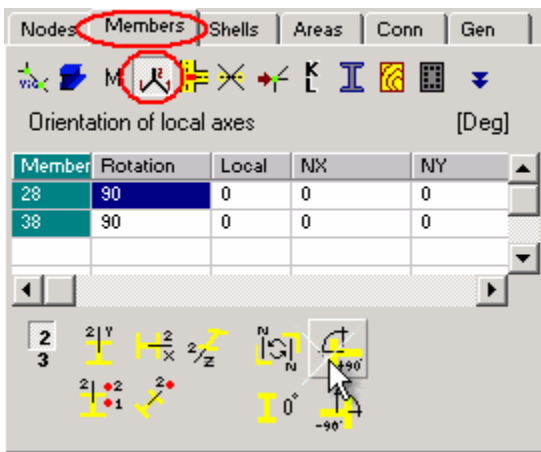 Nodes Members Shells Areas Conn Gen
M K L
Orientation of local axes [Deg]
Member Rotation Local NX NY
28 90 0 0 0
38 90 0 0 0
2 2 Y 2 X 2 Z N N +90°
3
2 2 1 2 0° -90°